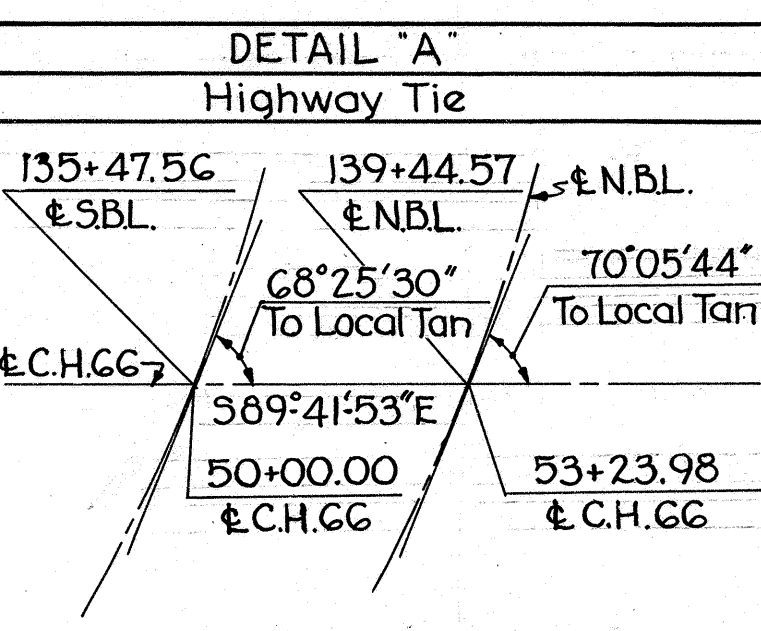 DETAIL "A"
Highway Tie
135+47.56
℄ S.B.L.
139+44.57
℄ N.B.L.
℄ N.B.L.
68°25'30"
To Local Tan
70°05'44"
To Local Tan
℄ C.H.66
S89°-41'-53"E
50+00.00
℄ C.H.66
53+23.98
℄ C.H.66